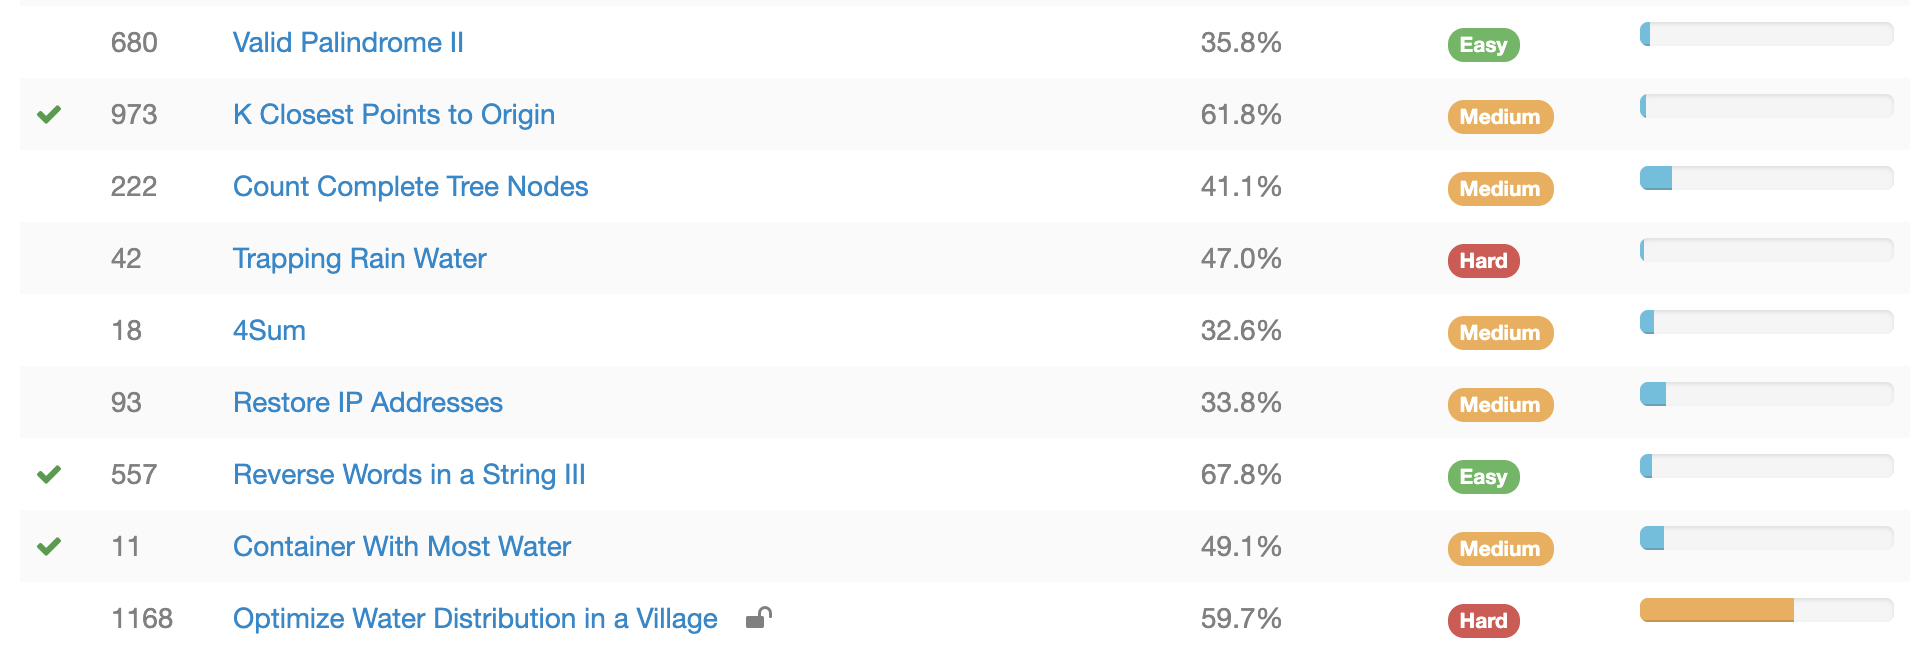 680 Valid Palindrome II 35.8% Easy
973 K Closest Points to Origin 61.8% Medium
222 Count Complete Tree Nodes 41.1% Medium
42 Trapping Rain Water 47.0% Hard
18 4Sum 32.6% Medium
93 Restore IP Addresses 33.8% Medium
557 Reverse Words in a String III 67.8% Easy
11 Container With Most Water 49.1% Medium
1168 Optimize Water Distribution in a Village 59.7% Hard